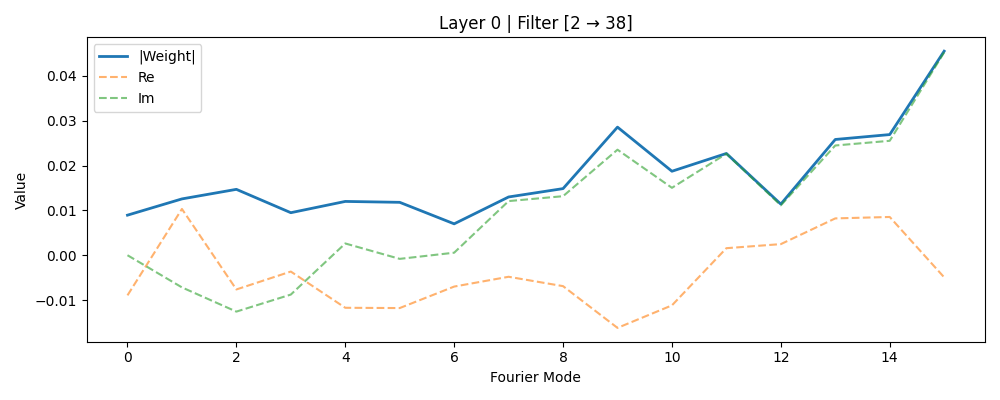 Layer 0 | Filter [2 → 38]
|Weight|
Re
Im
0.04
0.03
0.02
0.01
0.00
−0.01
Value
0 2 4 6 8 10 12 14
Fourier Mode